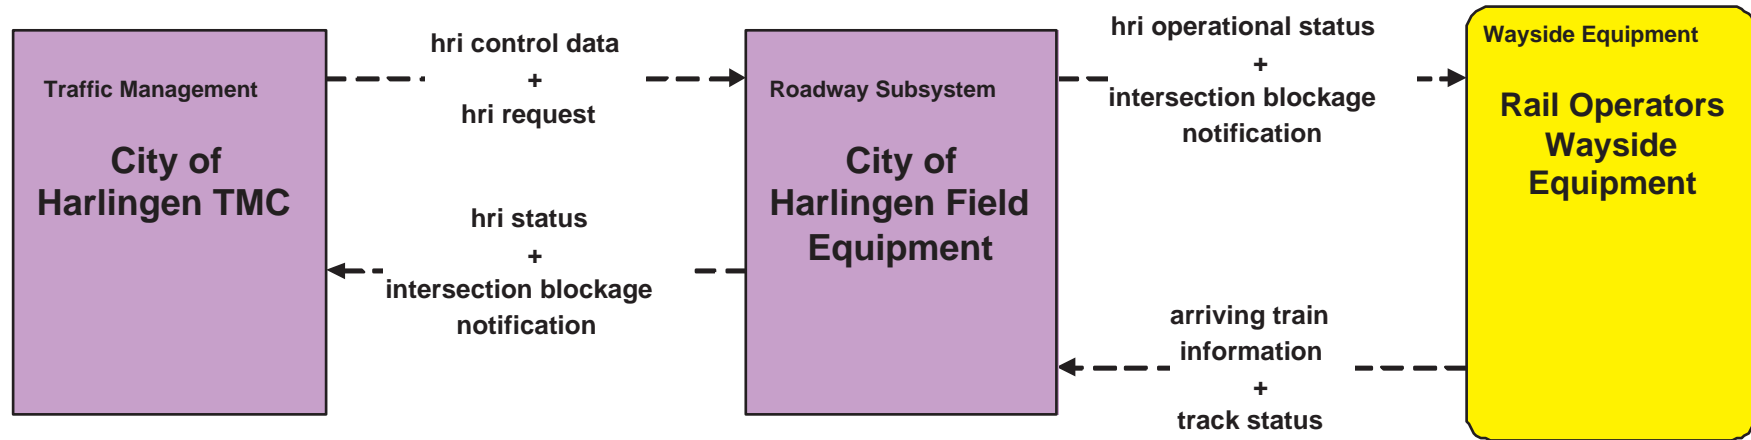 Traffic Management
City of
Harlingen TMC
hri control data
+
hri request
hri status
+
intersection blockage
notification
Roadway Subsystem
City of
Harlingen Field
Equipment
hri operational status
+
intersection blockage
notification
arriving train
information
+
track status
Wayside Equipment
Rail Operators
Wayside
Equipment